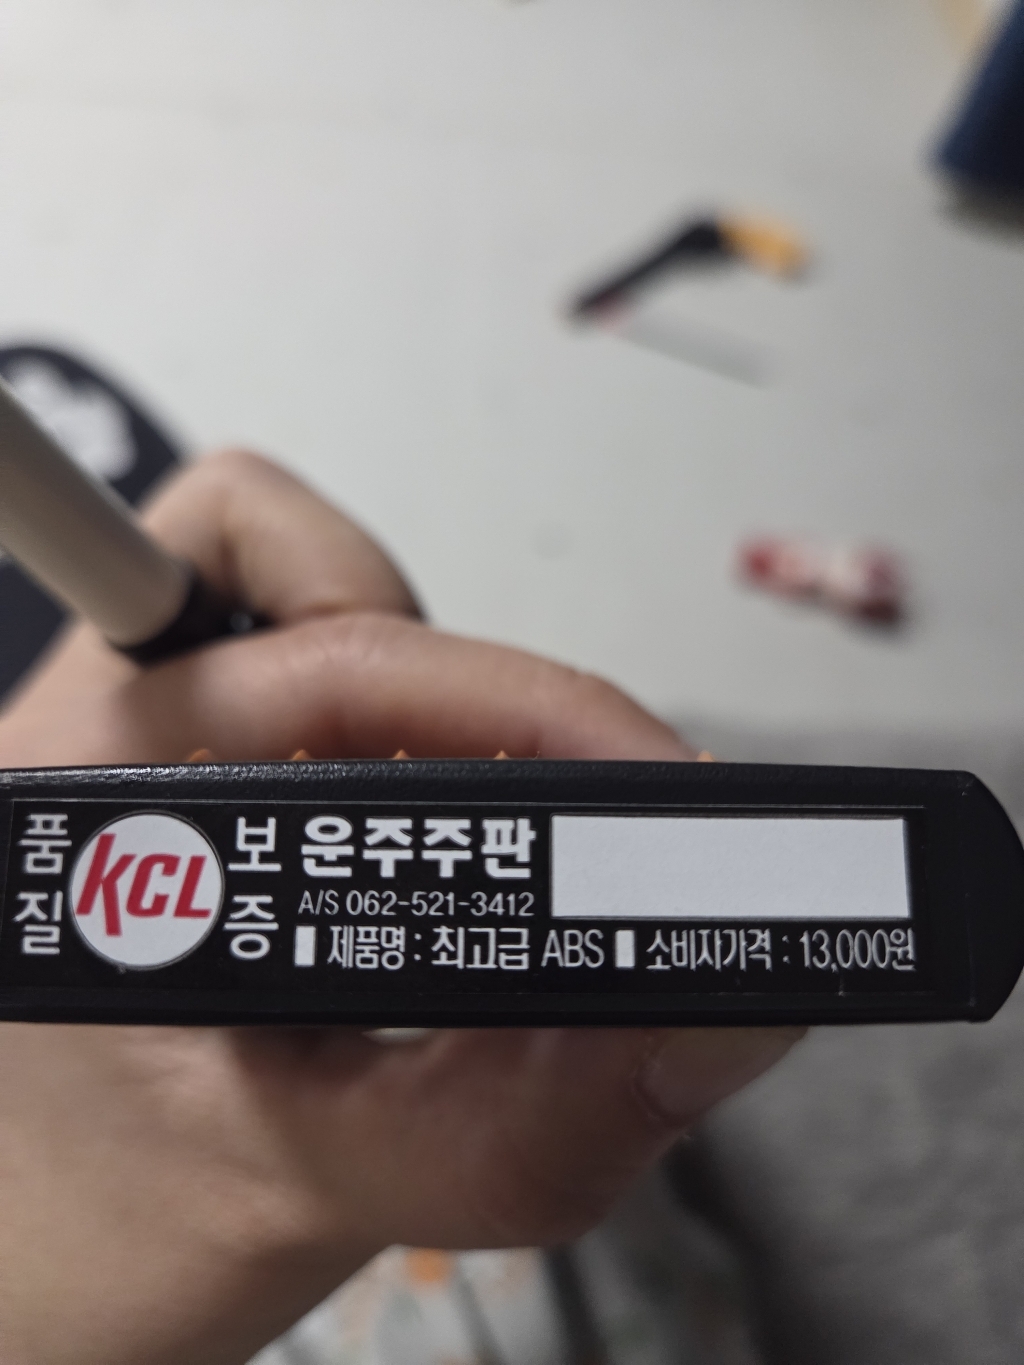 품질 KCL 보증
운주주판
A/S 062-521-3412
제품명 : 최고급 ABS 소비자가격 : 13,000원